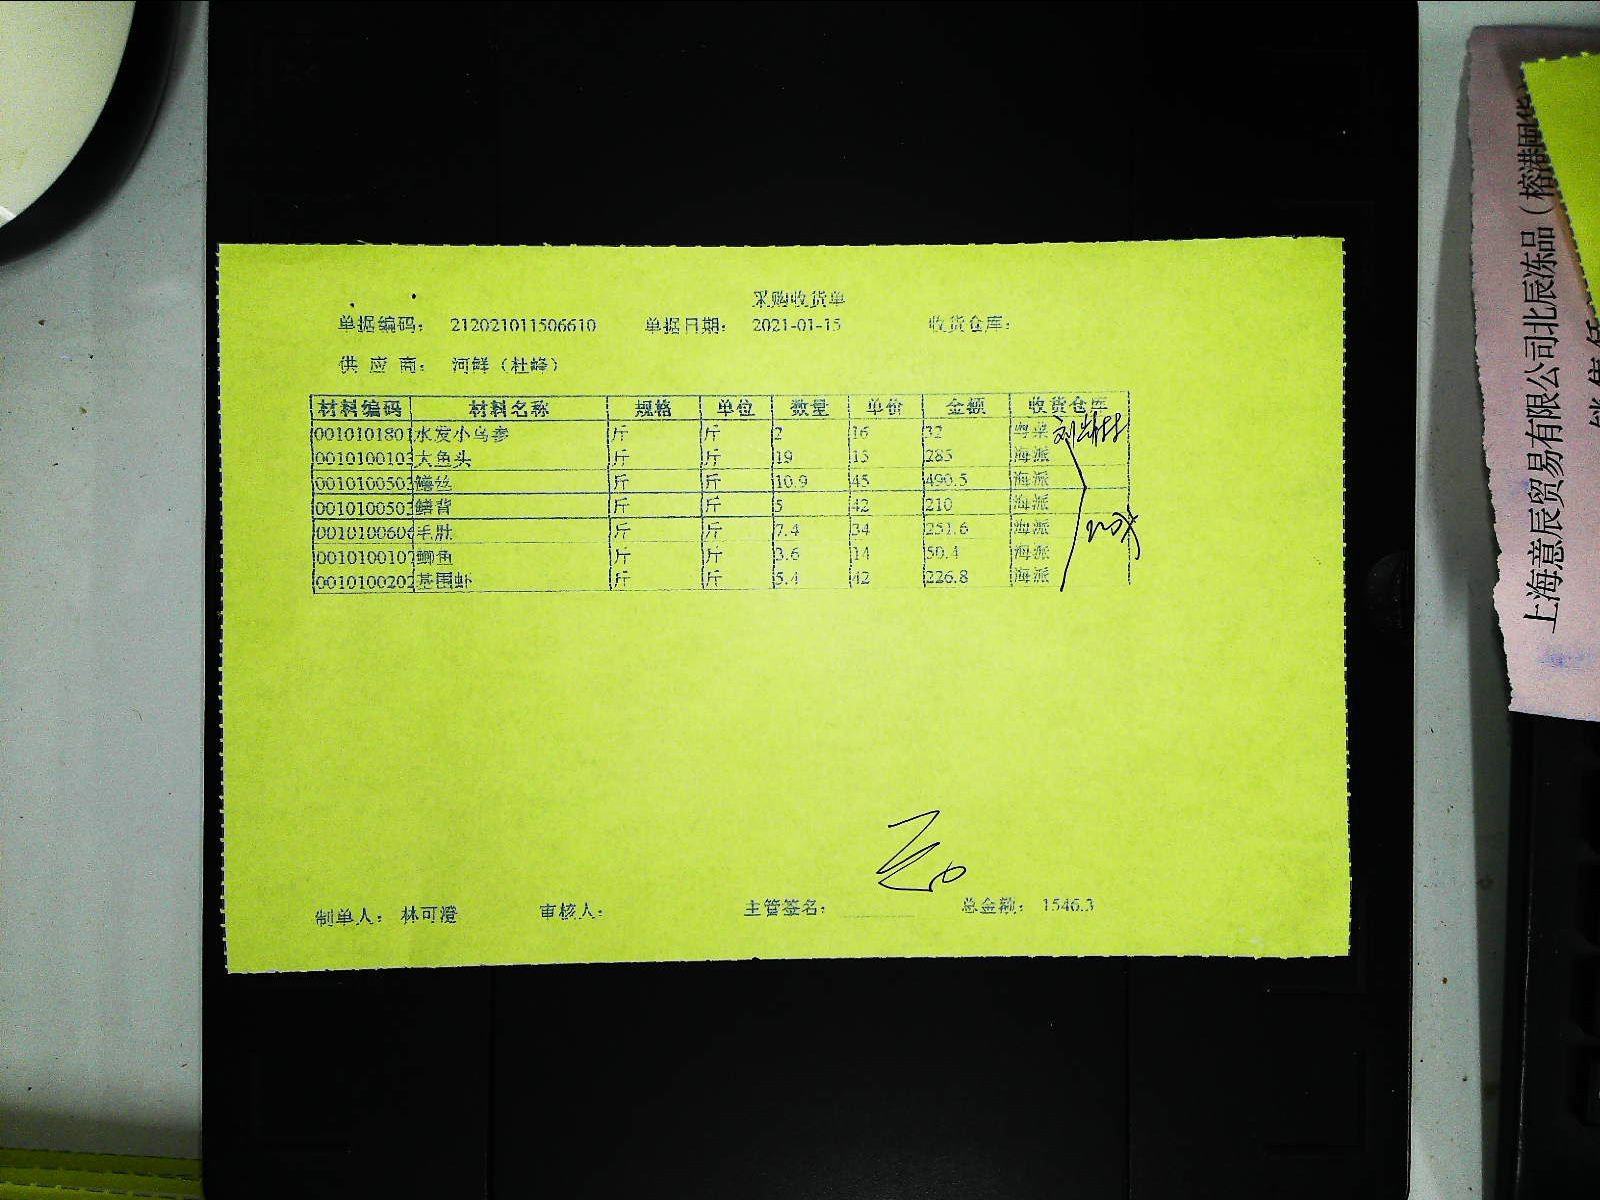 采购收货单
单据编码： 212021011506610 单据日期： 2021-01-15 收货仓库：
供 应 商： 河鲜（杜峰）
材料编码 材料名称 规格 单位 数量 单价 金额 收货仓库
0010101801 水发小乌参 斤 斤 2 16 32 粤菜
0010100103 大鱼头 斤 斤 19 15 285 海派
0010100503 鳝丝 斤 斤 10.9 45 490.5 海派
0010100503 鳝背 斤 斤 5 42 210 海派
0010100606 毛肚 斤 斤 7.4 34 251.6 海派
0010100107 鲫鱼 斤 斤 3.6 14 50.4 海派
0010100202 基围虾 斤 斤 5.4 42 226.8 海派
制单人： 林可澄 审核人： 主管签名： 总金额： 1546.3
上海意辰贸易有限公司北辰冻品（榕港闽货）